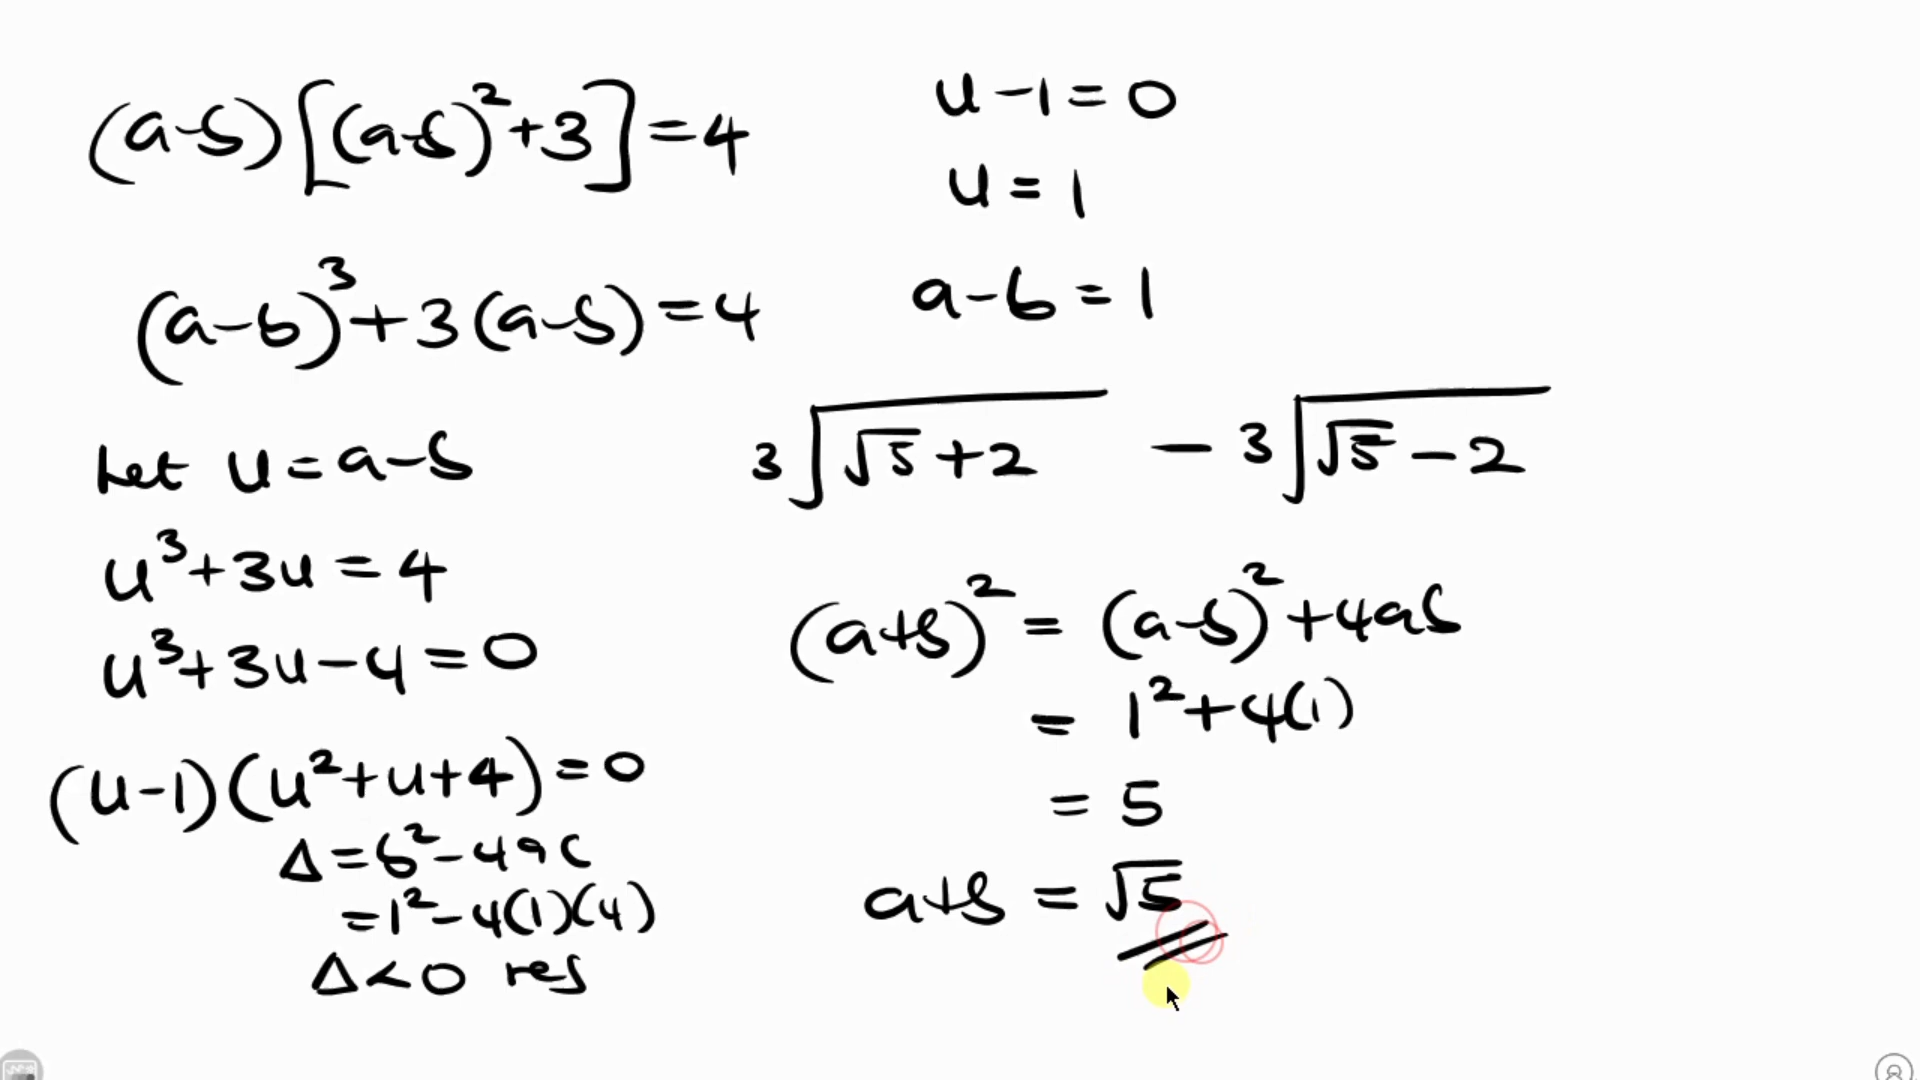 (a-b)[(a-b)²+3]=4
(a-b)³+3(a-b)=4
Let u=a-b
u³+3u=4
u³+3u-4=0
(u-1)(u²+u+4)=0
Δ=b²-4ac
=1²-4(1)(4)
Δ<0 rej
u-1=0
u=1
a-b=1
∛(√5+2) - ∛(√5-2)
(a+b)² = (a-b)²+4ab
= 1²+4(1)
= 5
a+b = √5